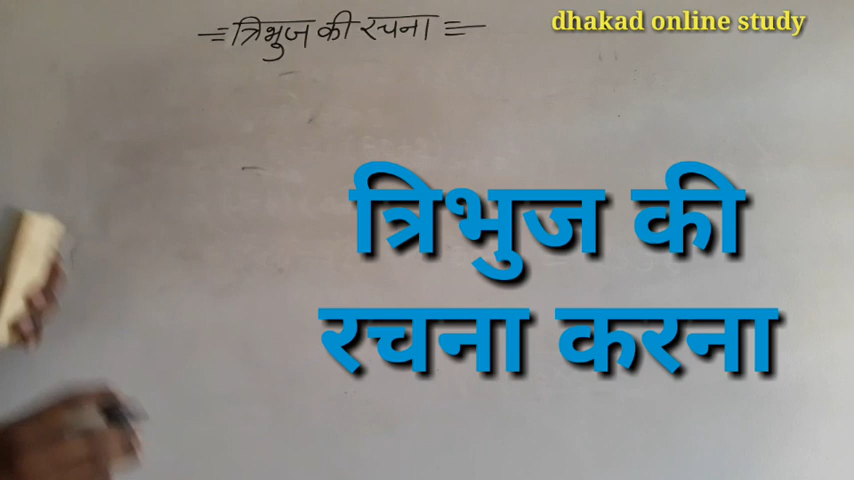 त्रिभुज की रचना
dhakad online study
त्रिभुज की
रचना करना